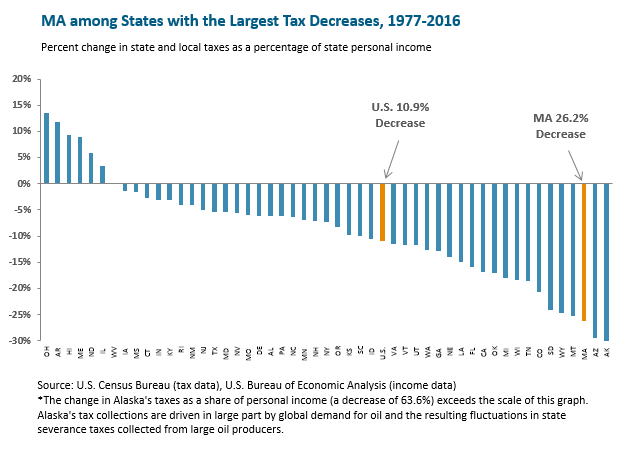 MA among States with the Largest Tax Decreases, 1977-2016
Percent change in state and local taxes as a percentage of state personal income
20%
15%
10%
5%
0%
-5%
-10%
-15%
-20%
-25%
-30%
U.S. 10.9%
Decrease
MA 26.2%
Decrease
OH AR HI ME ND IL WV IA MS CT IN KY RI NM NJ TX MD NV MO DE AL PA NC MN NH NY OR KS SC ID U.S. VA VT UT WA GA NE LA FL CA OK MI WI TN CO SD WY MT MA AZ AK
Source: U.S. Census Bureau (tax data), U.S. Bureau of Economic Analysis (income data)
*The change in Alaska's taxes as a share of personal income (a decrease of 63.6%) exceeds the scale of this graph.
Alaska's tax collections are driven in large part by global demand for oil and the resulting fluctuations in state
severance taxes collected from large oil producers.